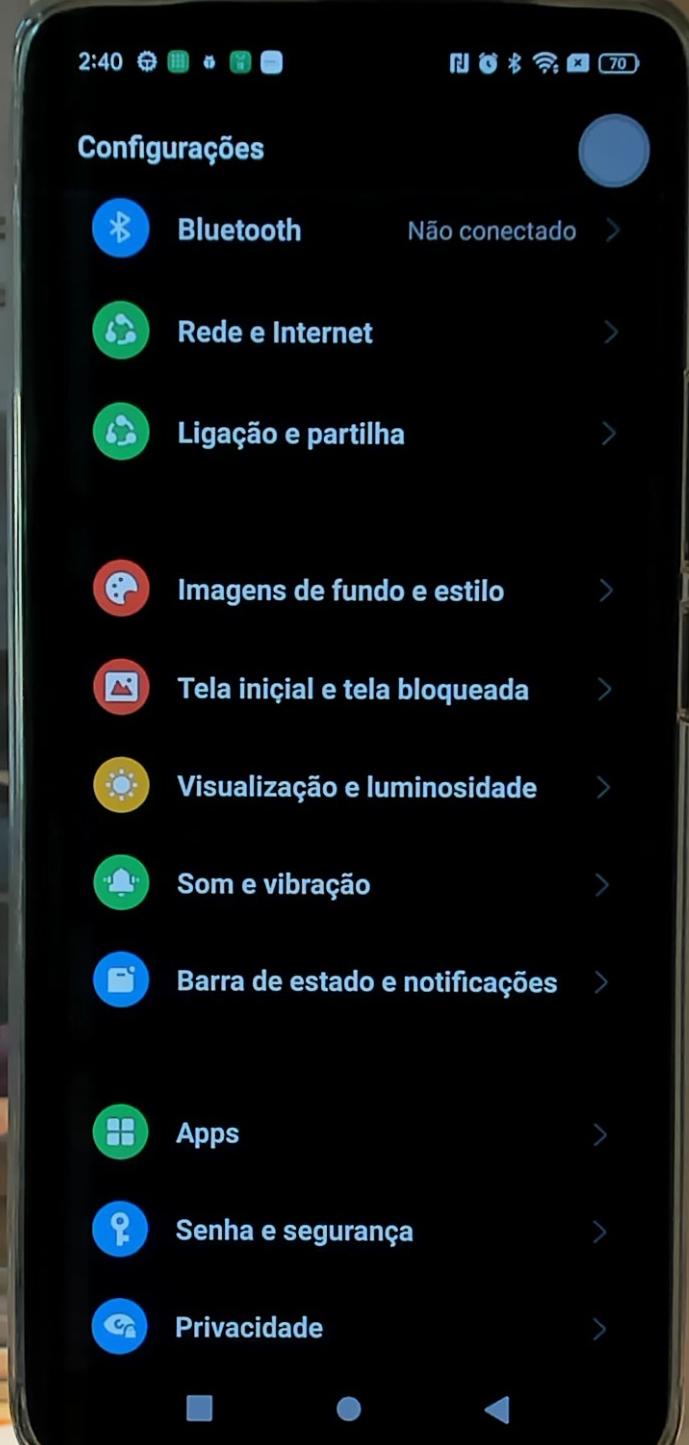 2:40 70
Configurações
Bluetooth Não conectado
Rede e Internet
Ligação e partilha
Imagens de fundo e estilo
Tela iniçial e tela bloqueada
Visualização e luminosidade
Som e vibração
Barra de estado e notificações
Apps
Senha e segurança
Privacidade